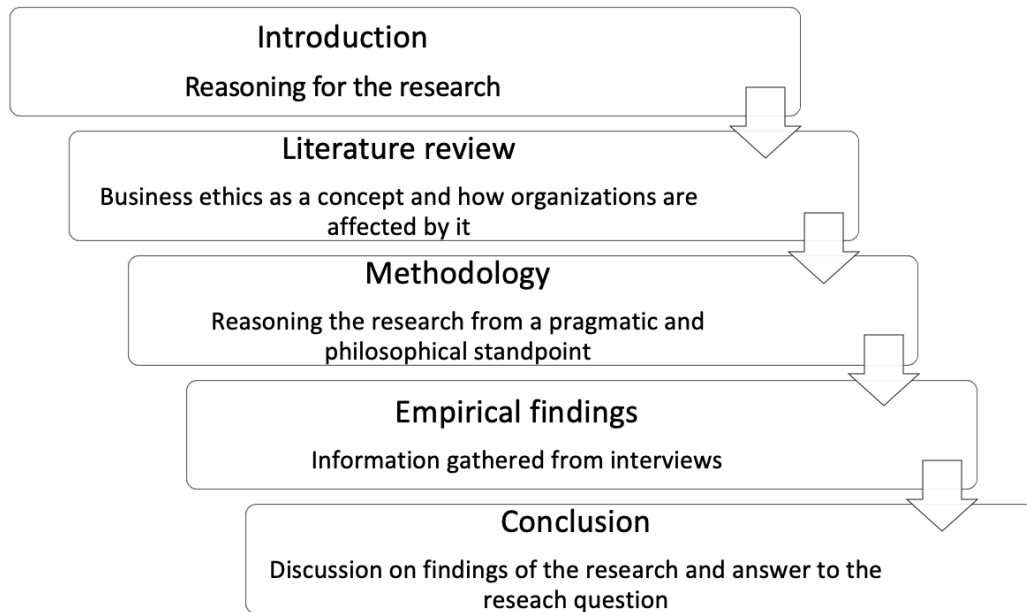 Introduction
Reasoning for the research
Literature review
Business ethics as a concept and how organizations are
affected by it
Methodology
Reasoning the research from a pragmatic and
philosophical standpoint
Empirical findings
Information gathered from interviews
Conclusion
Discussion on findings of the research and answer to the
reseach question